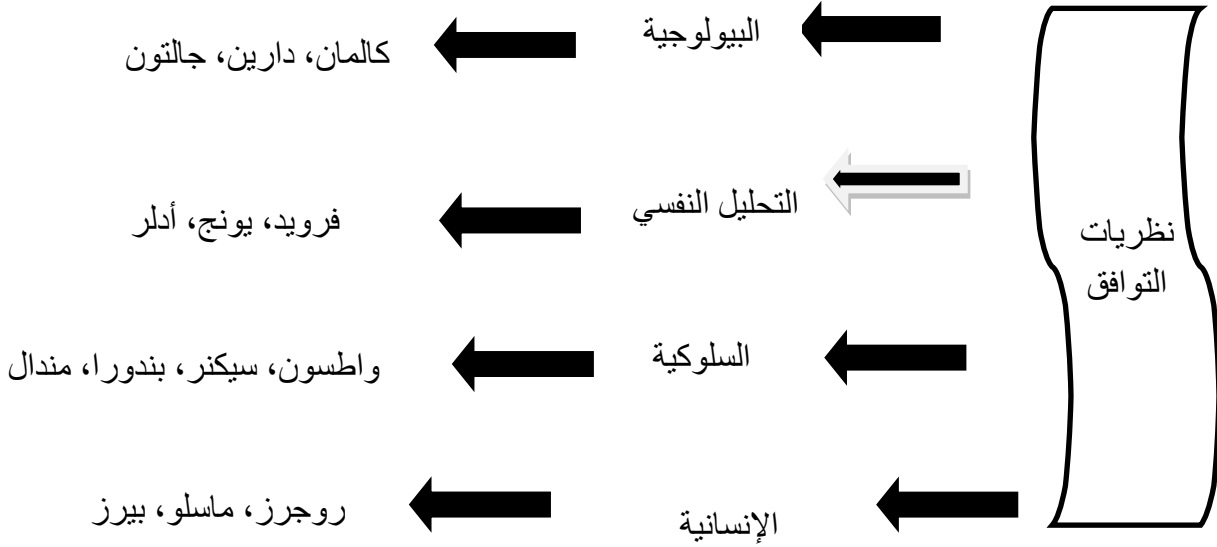 نظريات
التوافق
البيولوجية
كالمان، دارين، جالتون
التحليل النفسي
فرويد، يونج، أدلر
السلوكية
واطسون، سيكنر، بندورا، مندال
الإنسانية
روجرز، ماسلو، بيرز